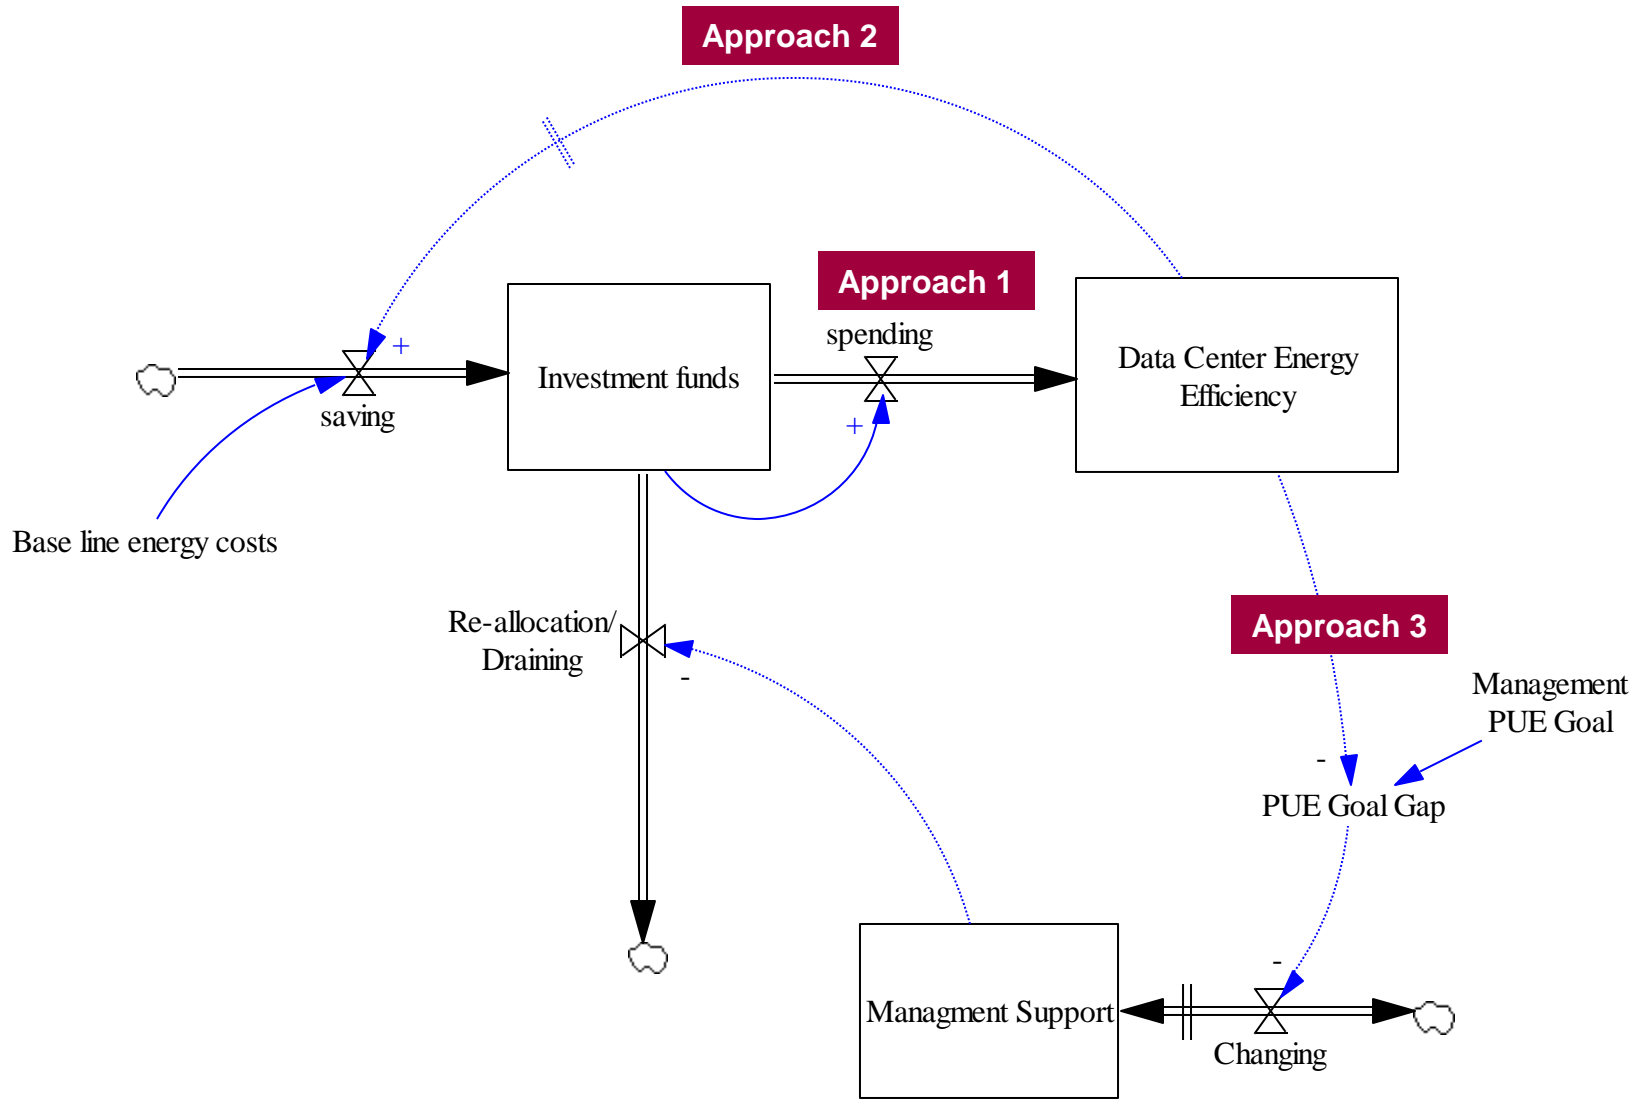 Approach 2
Approach 1
spending
+
saving
Investment funds
+
Data Center Energy
Efficiency
Base line energy costs
Re-allocation/
Draining
-
Approach 3
Management
PUE Goal
-
PUE Goal Gap
-
Managment Support
Changing